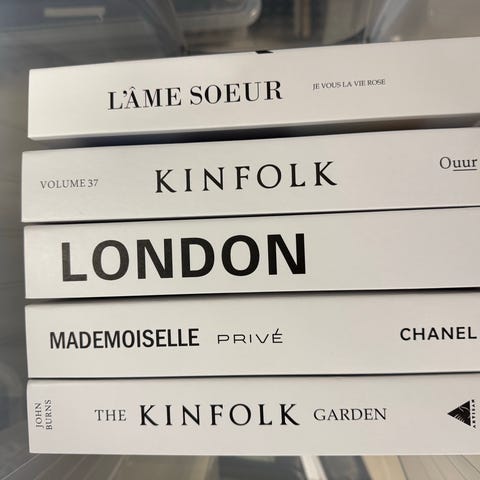 L'ÂME SOEUR JE VOUS LA VIE ROSE
VOLUME 37 KINFOLK Ouur
LONDON
MADEMOISELLE PRIVÉ CHANEL
JOHN BURNS THE KINFOLK GARDEN ARTISAN